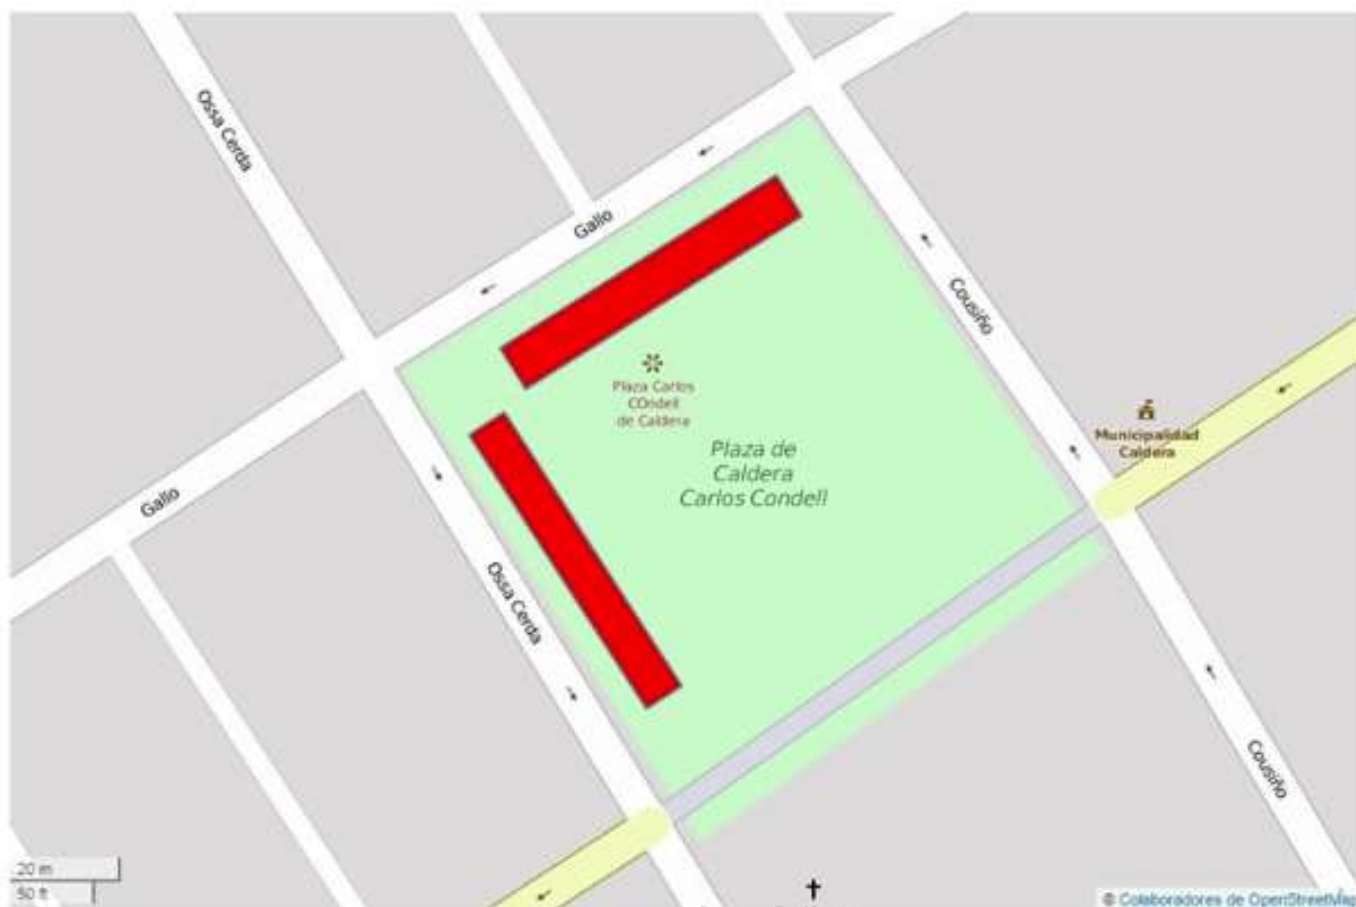 Ossa Cerda
Gallo
Cousiño
Plaza Carlos
COndell
de Caldera
Municipalidad
Caldera
Plaza de
Caldera
Carlos Condell
Gallo
Ossa Cerda
Cousiño
20 m
50 ft
© Colaboradores de OpenStreetMap